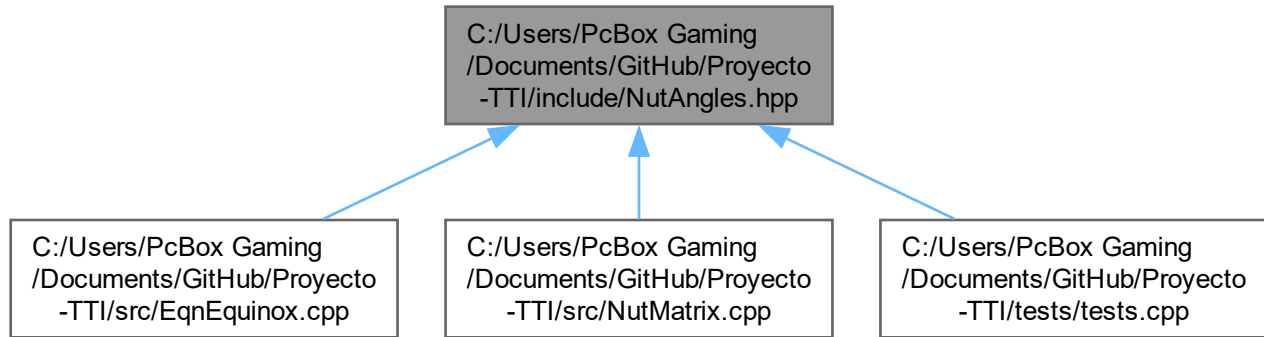 C:/Users/PcBox Gaming
/Documents/GitHub/Proyecto
-TTI/include/NutAngles.hpp
C:/Users/PcBox Gaming
/Documents/GitHub/Proyecto
-TTI/src/EqnEquinox.cpp
C:/Users/PcBox Gaming
/Documents/GitHub/Proyecto
-TTI/src/NutMatrix.cpp
C:/Users/PcBox Gaming
/Documents/GitHub/Proyecto
-TTI/tests/tests.cpp